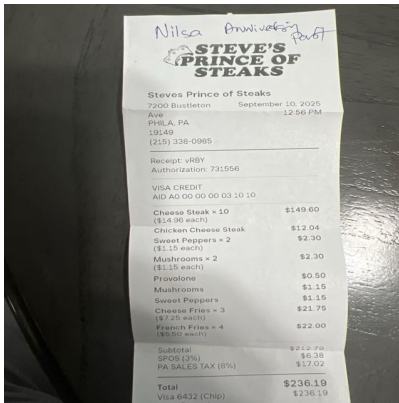 Nilsa Anniversary
STEVE'S
PRINCE OF
STEAKS
Steves Prince of Steaks
7200 Bustleton September 10, 2025
Ave 12:56 PM
PHILA, PA
19149
(215) 338-0985
Receipt: vRBY
Authorization: 731556
VISA CREDIT
AID A0 00 00 00 03 10 10
Cheese Steak × 10 $149.60
($14.96 each)
Chicken Cheese Steak $12.04
Sweet Peppers × 2 $2.30
($1.15 each)
Mushrooms × 2 $2.30
($1.15 each)
Provolone $0.50
Mushrooms $1.15
Sweet Peppers $1.15
Cheese Fries × 3 $21.75
($7.25 each)
French Fries × 4 $22.00
($5.50 each)
Subtotal $212.79
SPOS (3%) $6.38
PA SALES TAX (8%) $17.02
Total $236.19
Visa 6432 (Chip) $236.19